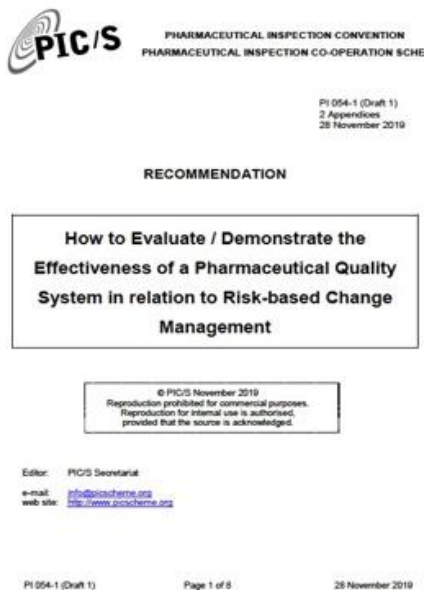 PIC/S
PHARMACEUTICAL INSPECTION CONVENTION
PHARMACEUTICAL INSPECTION CO-OPERATION SCHE
PI 054-1 (Draft 1)
2 Appendices
28 November 2019
RECOMMENDATION
How to Evaluate / Demonstrate the
Effectiveness of a Pharmaceutical Quality
System in relation to Risk-based Change
Management
© PIC/S November 2019
Reproduction prohibited for commercial purposes.
Reproduction for internal use is authorised,
provided that the source is acknowledged.
Editor: PIC/S Secretariat
e-mail: info@picscheme.org
web site: http://www.picscheme.org
PI 054-1 (Draft 1) Page 1 of 8 28 November 2019